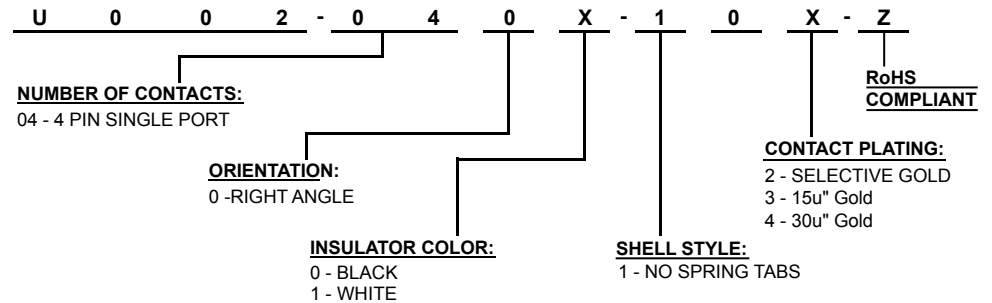 U 0 0 2 - 0 4 0 X - 1 0 X - Z
RoHS
COMPLIANT
NUMBER OF CONTACTS:
04 - 4 PIN SINGLE PORT
CONTACT PLATING:
2 - SELECTIVE GOLD
3 - 15u" Gold
4 - 30u" Gold
ORIENTATION:
0 -RIGHT ANGLE
INSULATOR COLOR:
0 - BLACK
1 - WHITE
SHELL STYLE:
1 - NO SPRING TABS